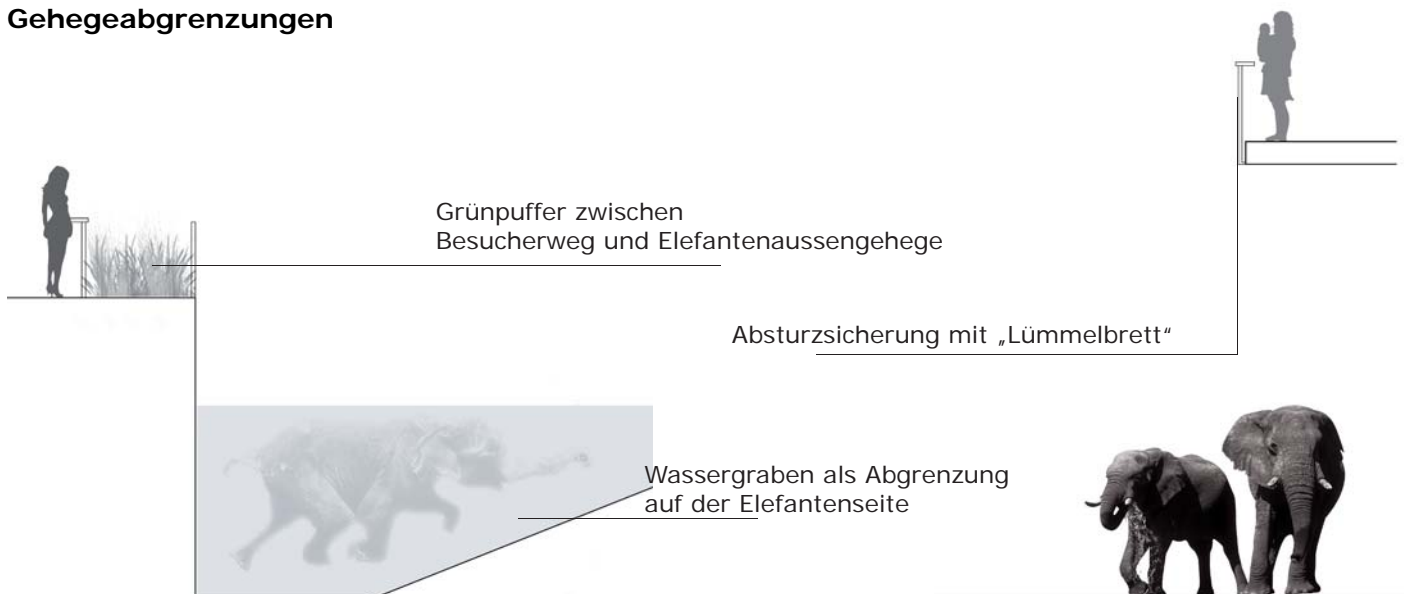 Gehegeabgrenzungen
Grünpuffer zwischen
Besucherweg und Elefantenaussengehege
Absturzsicherung mit „Lümmelbrett“
Wassergraben als Abgrenzung
auf der Elefantenseite